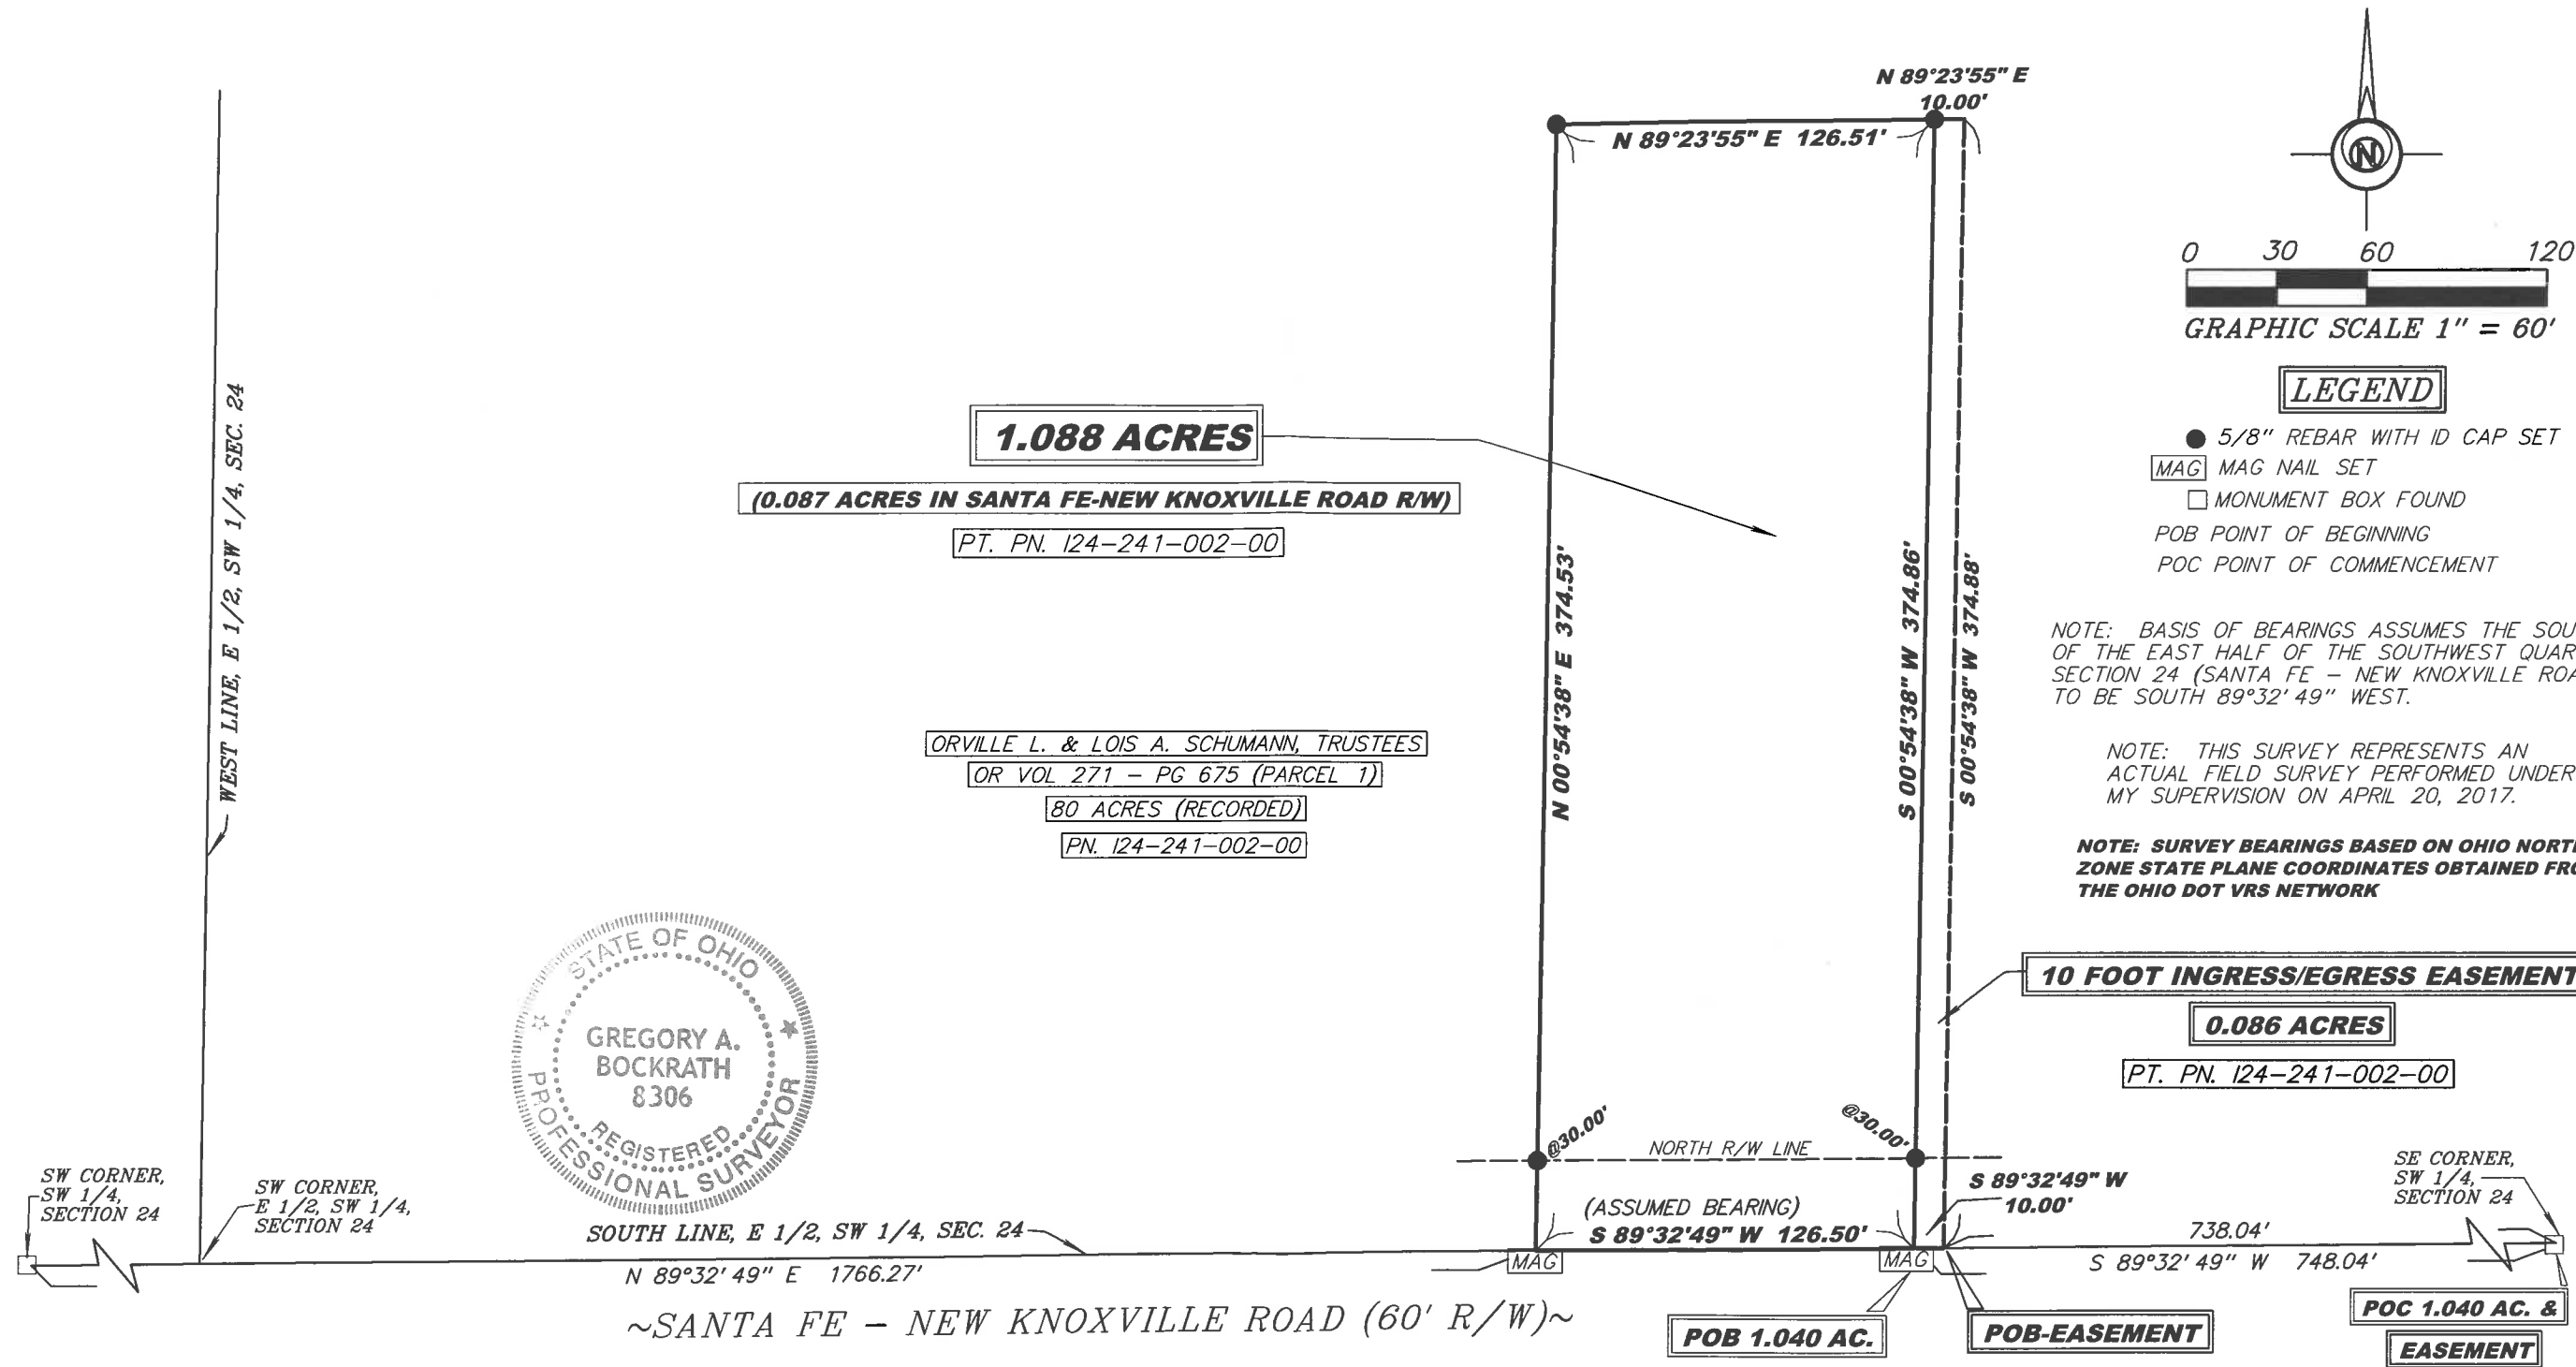 N 89°23'55" E
10.00'
N 89°23'55" E 126.51'
N
0 30 60 120
GRAPHIC SCALE 1" = 60'
LEGEND
5/8" REBAR WITH ID CAP SET
MAG MAG NAIL SET
MONUMENT BOX FOUND
POB POINT OF BEGINNING
POC POINT OF COMMENCEMENT
WEST LINE, E 1/2, SW 1/4, SEC. 24
1.088 ACRES
(0.087 ACRES IN SANTA FE-NEW KNOXVILLE ROAD R/W)
PT. PN. I24-241-002-00
ORVILLE L. & LOIS A. SCHUMANN, TRUSTEES
OR VOL 271 - PG 675 (PARCEL 1)
80 ACRES (RECORDED)
PN. I24-241-002-00
N 00°54'38" E 374.53'
S 00°54'38" W 374.86'
S 00°54'38" W 374.88'
NOTE: BASIS OF BEARINGS ASSUMES THE SOU
OF THE EAST HALF OF THE SOUTHWEST QUAR
SECTION 24 (SANTA FE - NEW KNOXVILLE ROA
TO BE SOUTH 89°32'49" WEST.
NOTE: THIS SURVEY REPRESENTS AN
ACTUAL FIELD SURVEY PERFORMED UNDER
MY SUPERVISION ON APRIL 20, 2017.
NOTE: SURVEY BEARINGS BASED ON OHIO NORTH
ZONE STATE PLANE COORDINATES OBTAINED FRO
THE OHIO DOT VRS NETWORK
10 FOOT INGRESS/EGRESS EASEMENT
0.086 ACRES
PT. PN. I24-241-002-00
STATE OF OHIO
GREGORY A.
BOCKRATH
8306
REGISTERED
PROFESSIONAL SURVEYOR
@30.00'
@30.00'
NORTH R/W LINE
SW CORNER,
SW 1/4,
SECTION 24
SW CORNER,
E 1/2, SW 1/4,
SECTION 24
SOUTH LINE, E 1/2, SW 1/4, SEC. 24
N 89°32'49" E 1766.27'
(ASSUMED BEARING)
S 89°32'49" W 126.50'
S 89°32'49" W
10.00'
SE CORNER,
SW 1/4,
SECTION 24
738.04'
S 89°32'49" W 748.04'
MAG
MAG
~SANTA FE - NEW KNOXVILLE ROAD (60' R/W)~
POB 1.040 AC.
POB-EASEMENT
POC 1.040 AC. &
EASEMENT